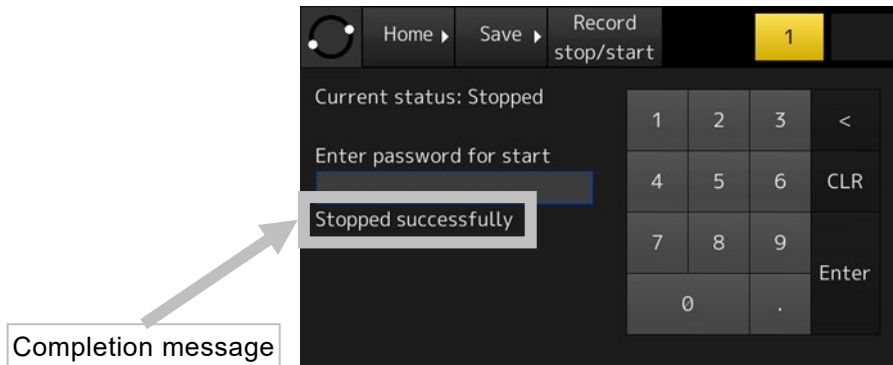 Home Save Record stop/start 1
Current status: Stopped
Enter password for start
Stopped successfully
1 2 3 <
4 5 6 CLR
7 8 9
Enter
0 .
Completion message